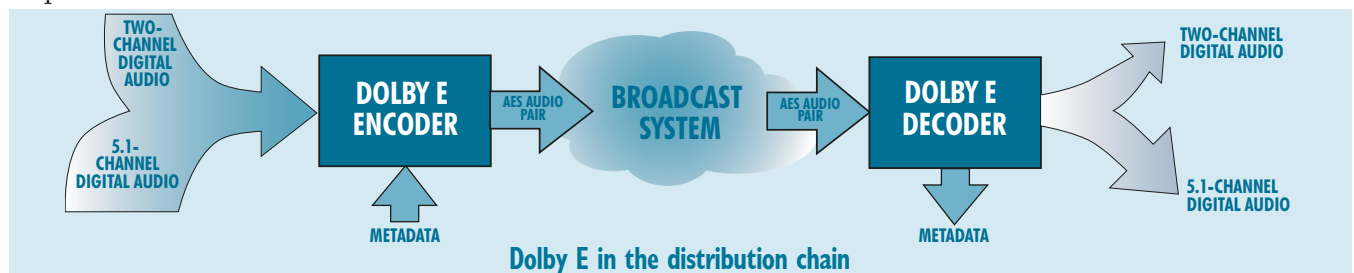 TWO-
CHANNEL
DIGITAL
AUDIO
5.1-
CHANNEL
DIGITAL AUDIO
DOLBY E
ENCODER
METADATA
AES AUDIO
PAIR
BROADCAST
SYSTEM
AES AUDIO
PAIR
DOLBY E
DECODER
METADATA
TWO-CHANNEL
DIGITAL AUDIO
5.1-CHANNEL
DIGITAL AUDIO
Dolby E in the distribution chain